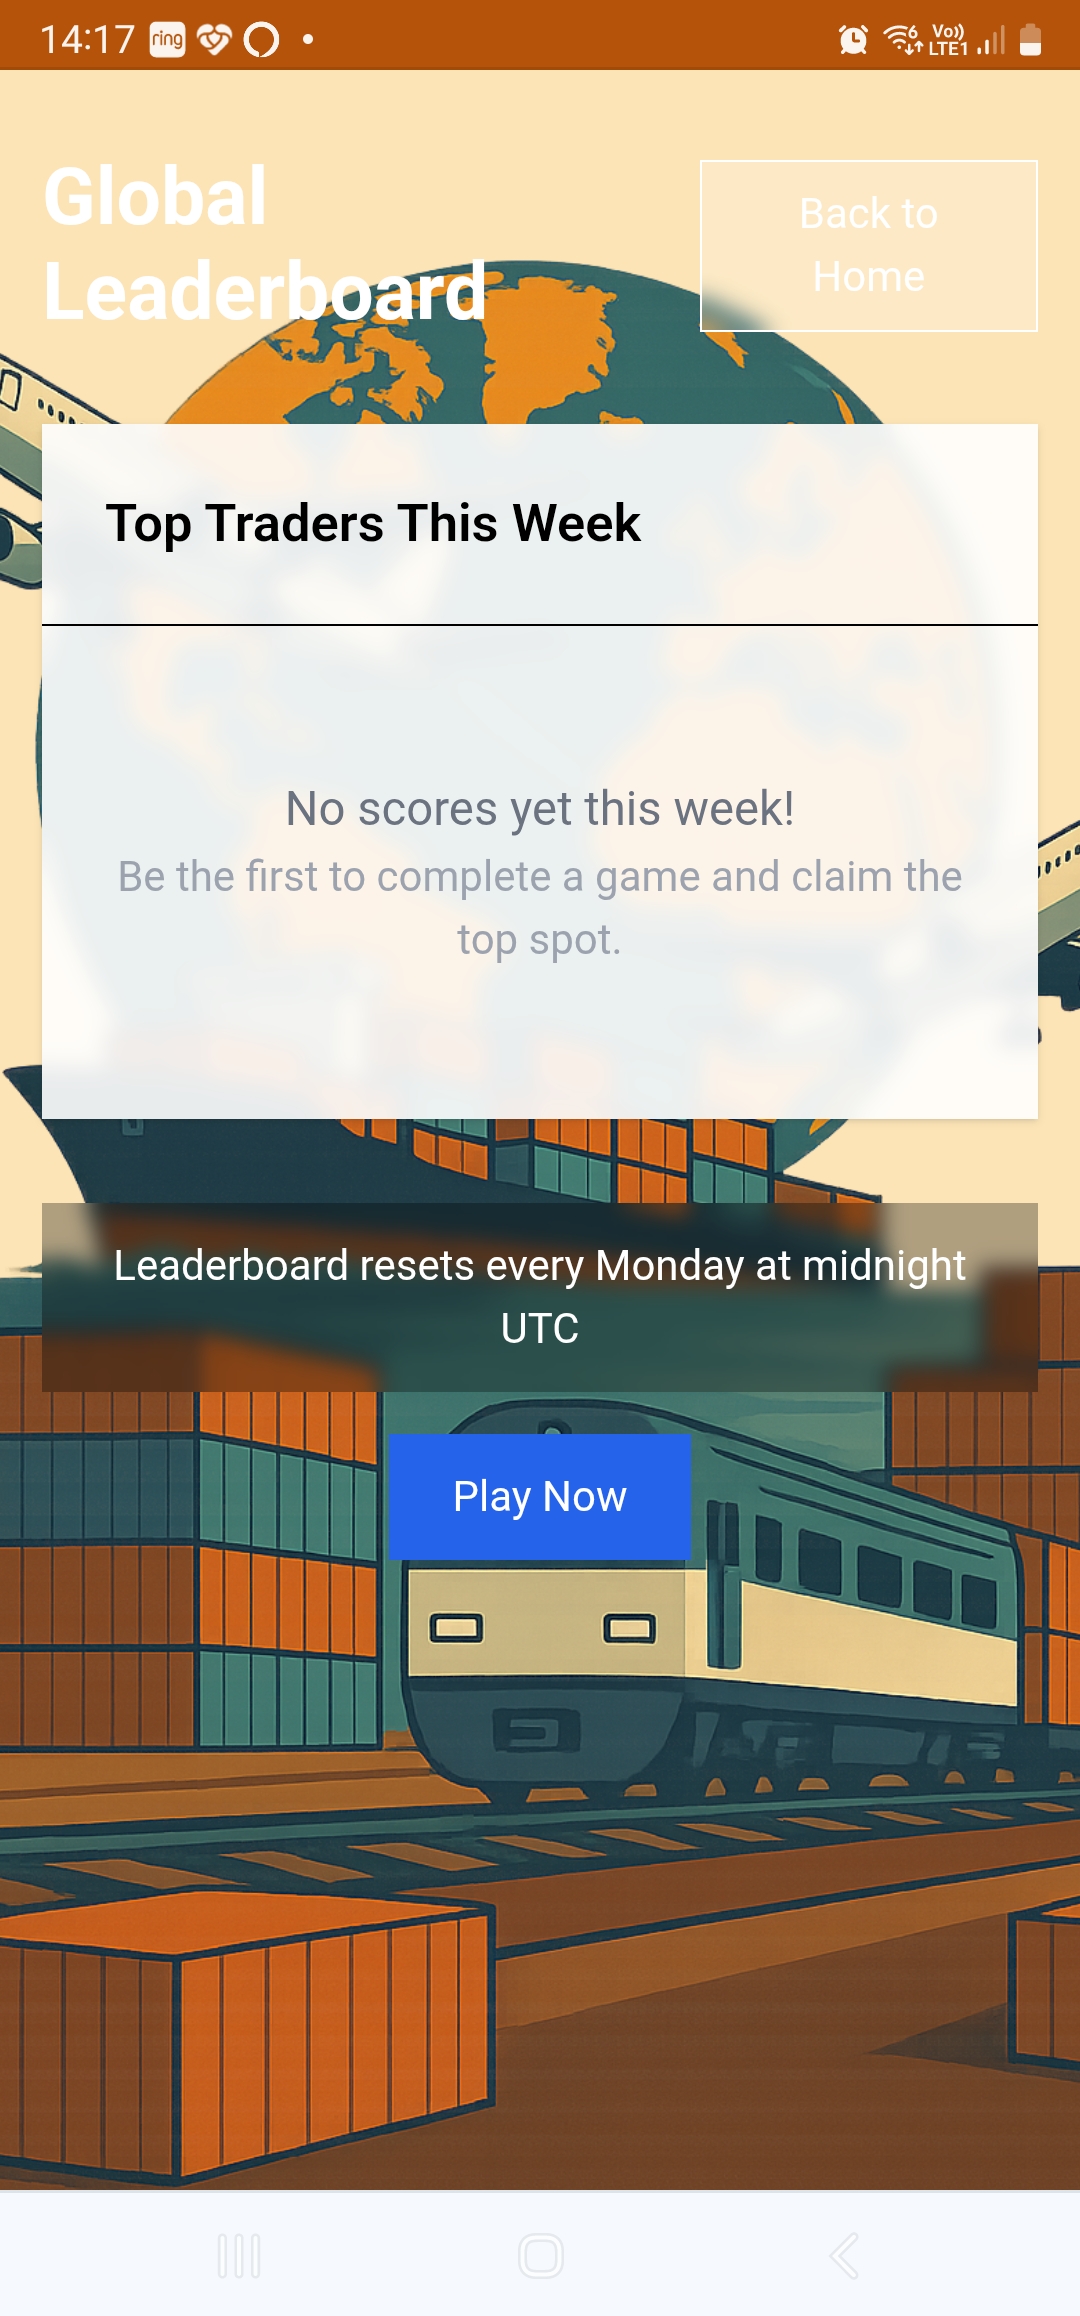 14:17 ring Vo)) LTE1 6
Global
Leaderboard
Back to
Home
Top Traders This Week
No scores yet this week!
Be the first to complete a game and claim the
top spot.
Leaderboard resets every Monday at midnight
UTC
Play Now